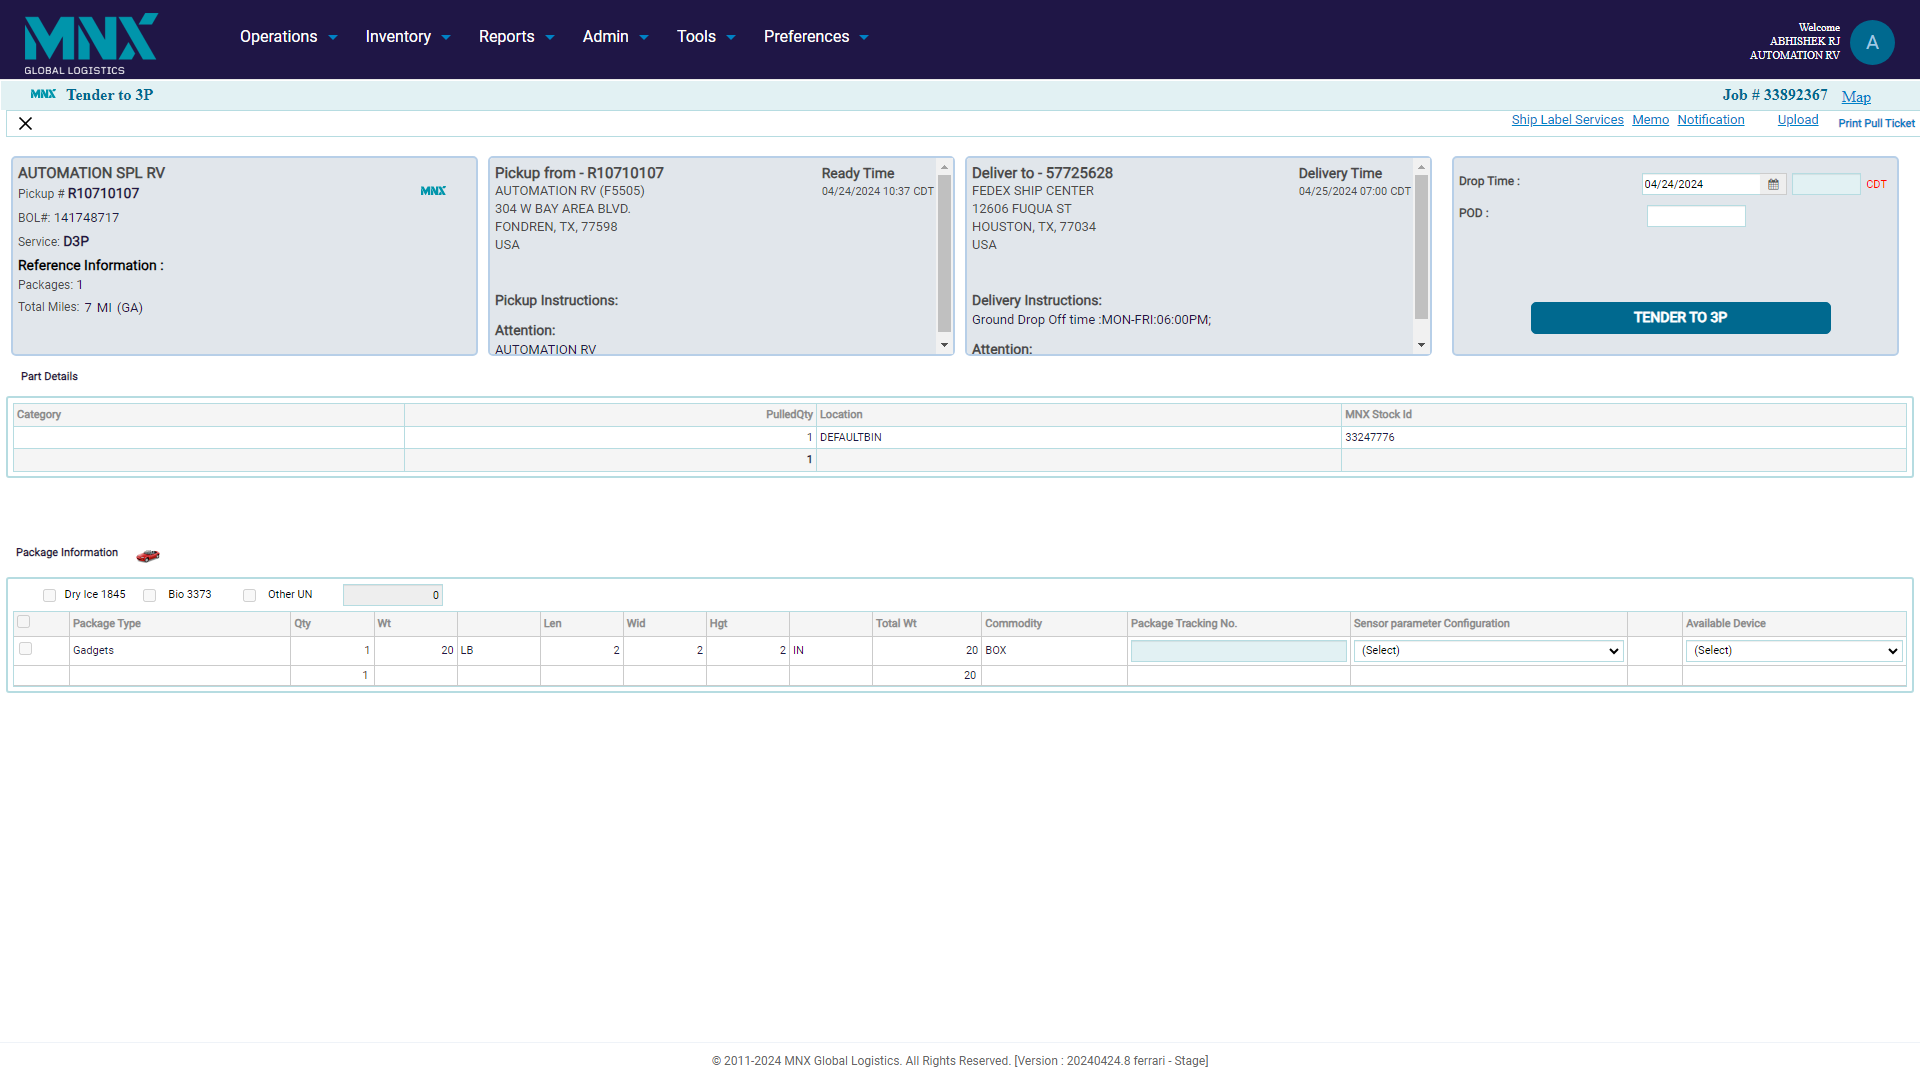 MNX
GLOBAL LOGISTICS
Operations Inventory Reports Admin Tools Preferences
Welcome
ABHISHEK RJ
AUTOMATION RV
A
MNX Tender to 3P
Job # 33892367 Map
Ship Label Services Memo Notification Upload Print Pull Ticket
AUTOMATION SPL RV
Pickup # R10710107
MNX
BOL#: 141748717
Service: D3P
Reference Information :
Packages: 1
Total Miles: 7 MI (GA)
Pickup from - R10710107 Ready Time
AUTOMATION RV (F5505) 04/24/2024 10:37 CDT
304 W BAY AREA BLVD.
FONDREN, TX, 77598
USA
Pickup Instructions:
Attention:
AUTOMATION RV
Deliver to - 57725628 Delivery Time
FEDEX SHIP CENTER 04/25/2024 07:00 CDT
12606 FUQUA ST
HOUSTON, TX, 77034
USA
Delivery Instructions:
Ground Drop Off time :MON-FRI:06:00PM;
Attention:
Drop Time : 04/24/2024 CDT
POD :
TENDER TO 3P
Part Details
Category PulledQty Location MNX Stock Id
1 DEFAULTBIN 33247776
1
Package Information
Dry Ice 1845 Bio 3373 Other UN 0
Package Type Qty Wt Len Wid Hgt Total Wt Commodity Package Tracking No. Sensor parameter Configuration Available Device
Gadgets 1 20 LB 2 2 2 IN 20 BOX (Select) (Select)
1 20
© 2011-2024 MNX Global Logistics. All Rights Reserved. [Version : 20240424.8 ferrari - Stage]